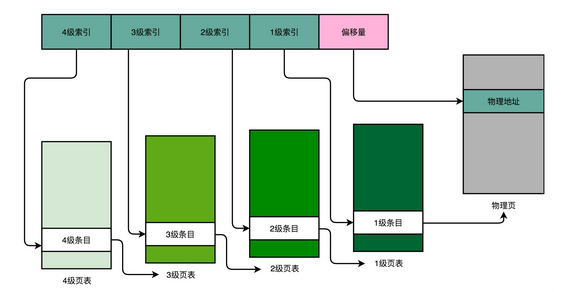 4级索引
3级索引
2级索引
1级索引
偏移量
物理地址
物理页
4级条目
3级条目
2级条目
1级条目
4级页表
3级页表
2级页表
1级页表